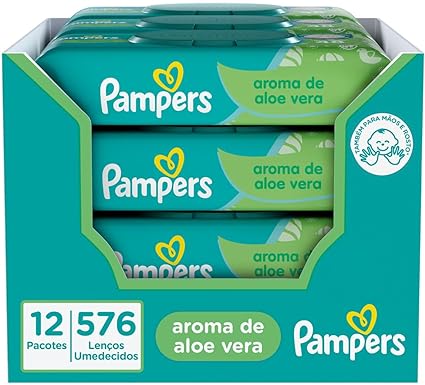 Pampers
aroma de
aloe vera
Pampers
aroma de
aloe vera
TAMBÉM PARA MÃOS E ROSTO*
Pampers
aroma de
aloe vera
12
Pacotes
576
Lenços
Umedecidos
aroma de
aloe vera
Pampers